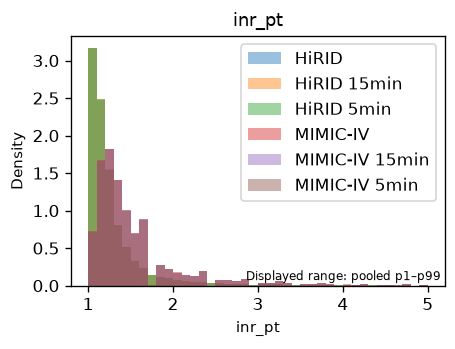 inr_pt
HiRID
HiRID 15min
HiRID 5min
MIMIC-IV
MIMIC-IV 15min
MIMIC-IV 5min
Density
3.0
2.5
2.0
1.5
1.0
0.5
0.0
Displayed range: pooled p1–p99
1 2 3 4 5
inr_pt